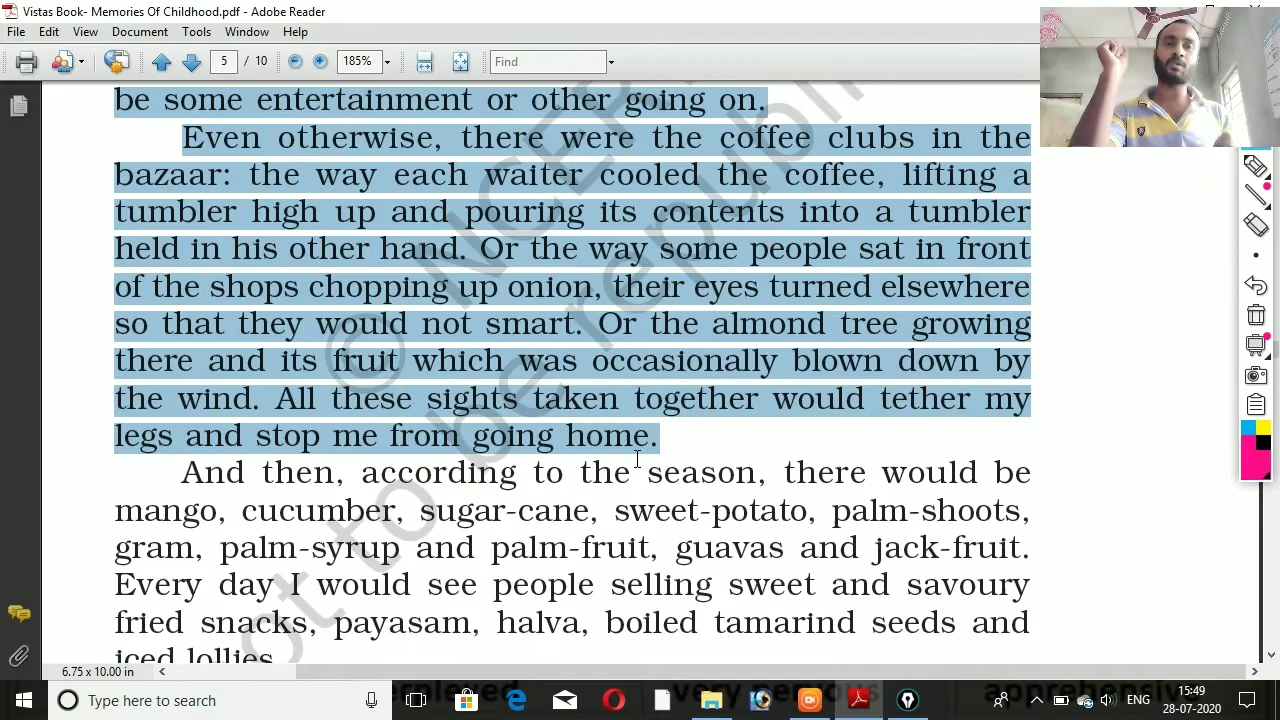 Vistas Book- Memories Of Childhood.pdf - Adobe Reader
File Edit View Document Tools Window Help
5 / 10 185% Find
be some entertainment or other going on.
Even otherwise, there were the coffee clubs in the
bazaar: the way each waiter cooled the coffee, lifting a
tumbler high up and pouring its contents into a tumbler
held in his other hand. Or the way some people sat in front
of the shops chopping up onion, their eyes turned elsewhere
so that they would not smart. Or the almond tree growing
there and its fruit which was occasionally blown down by
the wind. All these sights taken together would tether my
legs and stop me from going home.
And then, according to the season, there would be
mango, cucumber, sugar-cane, sweet-potato, palm-shoots,
gram, palm-syrup and palm-fruit, guavas and jack-fruit.
Every day I would see people selling sweet and savoury
fried snacks, payasam, halva, boiled tamarind seeds and
iced lollies.
© NCERT
not to be republi
6.75 x 10.00 in
very nervous
Type here to search
ENG
15:49
28-07-2020